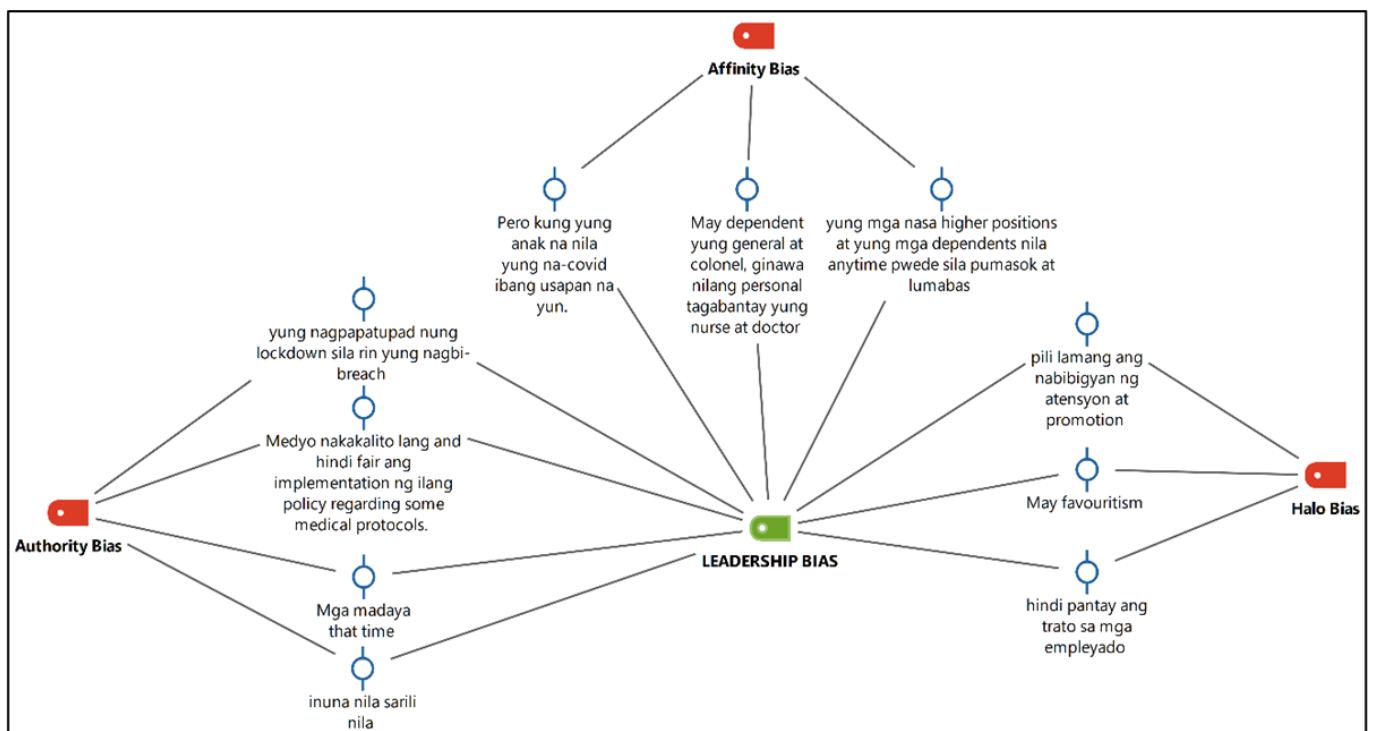 Affinity Bias
Pero kung yung
anak na nila
yung na-covid
ibang usapan na
yun.
May dependent
yung general at
colonel, ginawa
nilang personal
tagabantay yung
nurse at doctor
yung mga nasa higher positions
at yung mga dependents nila
anytime pwede sila pumasok at
lumabas
yung nagpapatupad nung
lockdown sila rin yung nagbi-
breach
Medyo nakakalito lang and
hindi fair ang
implementation ng ilang
policy regarding some
medical protocols.
Authority Bias
Mga madaya
that time
inuna nila sarili
nila
LEADERSHIP BIAS
pili lamang ang
nabibigyan ng
atensyon at
promotion
May favouritism
Halo Bias
hindi pantay ang
trato sa mga
empleyado